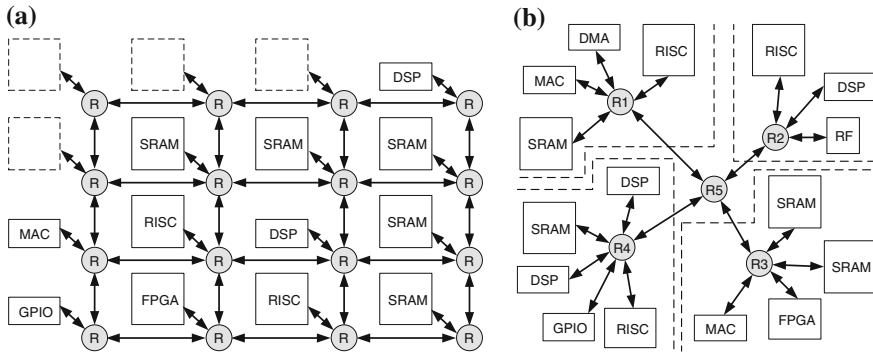 (a)
DSP
R R R R
SRAM SRAM SRAM
R R R R
MAC RISC DSP SRAM
R R R R
GPIO FPGA RISC SRAM
R R R R
(b)
DMA RISC
MAC
R1
SRAM
RISC
DSP
R2 RF
R5
DSP
SRAM
R4
DSP
GPIO RISC
SRAM
R3 SRAM
MAC FPGA